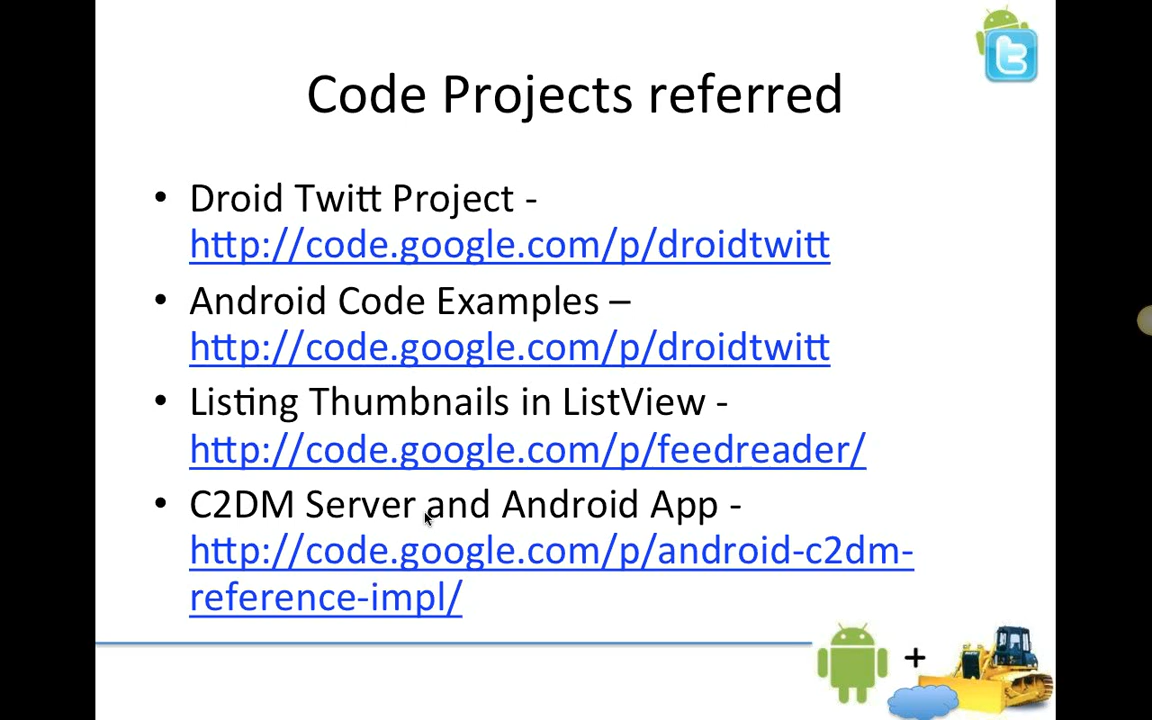 Code Projects referred
• Droid Twitt Project -
http://code.google.com/p/droidtwitt
• Android Code Examples –
http://code.google.com/p/droidtwitt
• Listing Thumbnails in ListView -
http://code.google.com/p/feedreader/
• C2DM Server and Android App -
http://code.google.com/p/android-c2dm-
reference-impl/
+